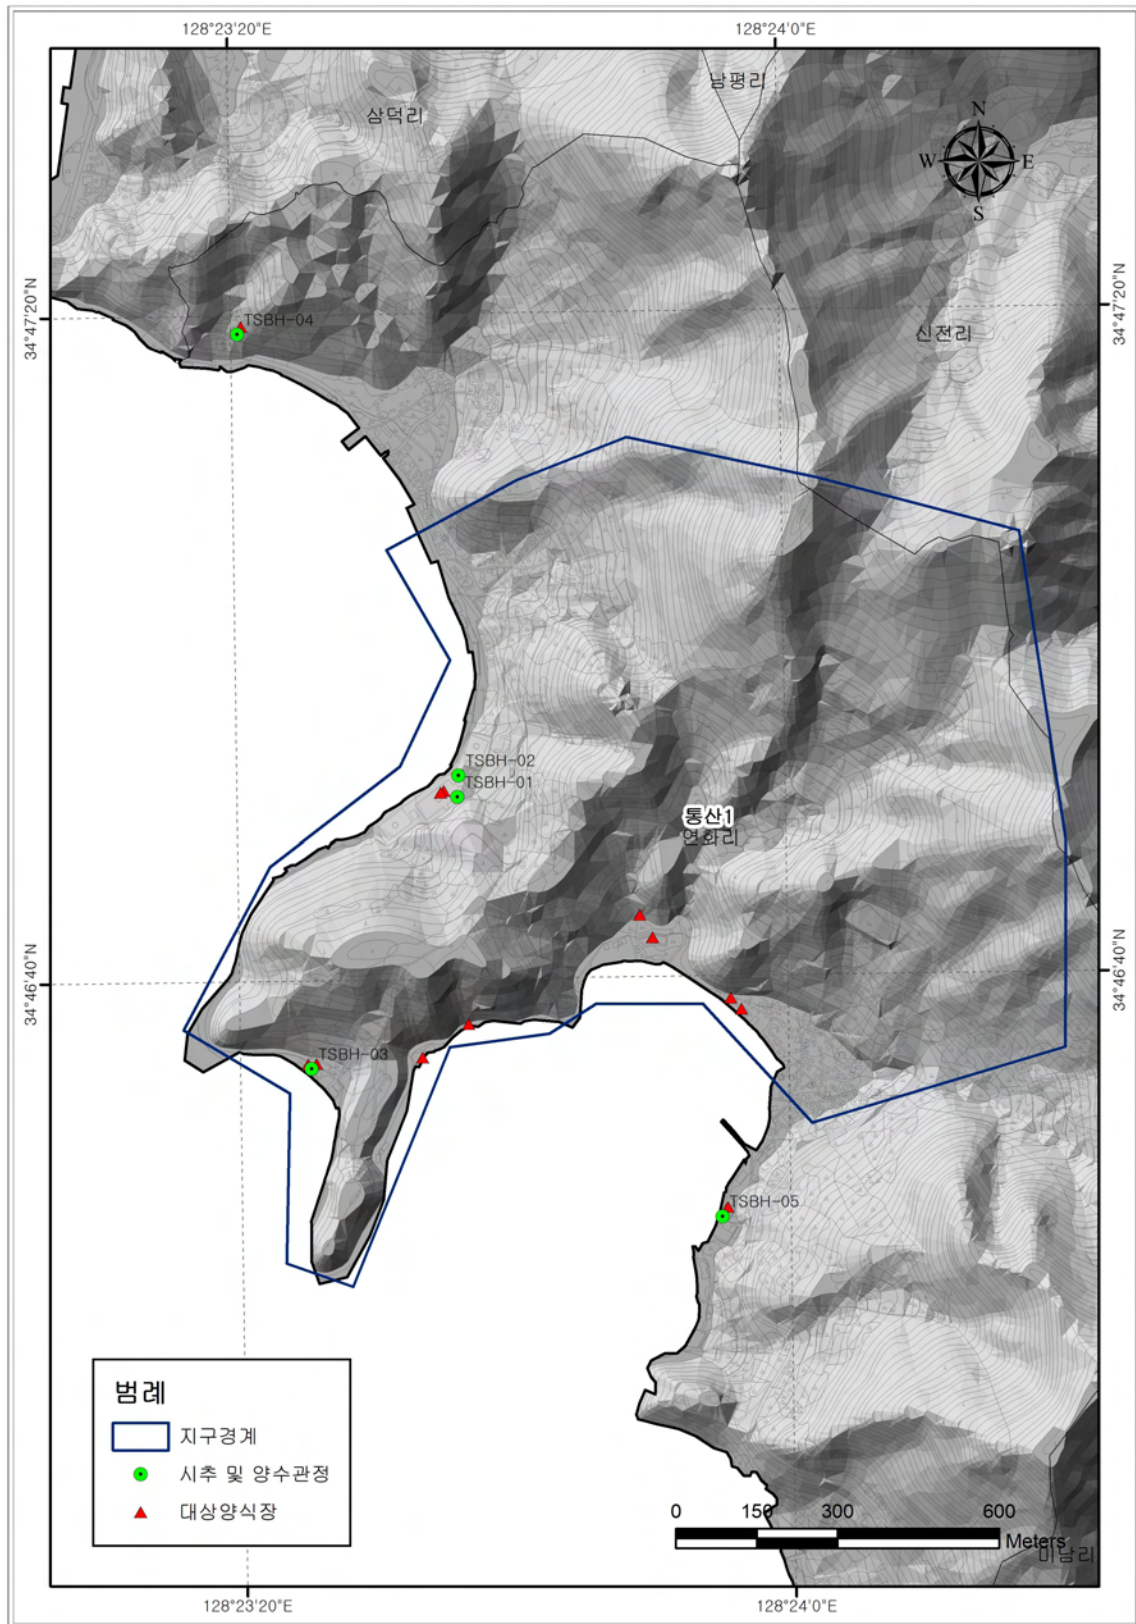 128°23'20"E
128°24'0"E
남평리
삼덕리
N
W
E
S
34°47'20"N
34°47'20"N
TSBH-04
신전리
TSBH-02
TSBH-01
통산1
연화리
34°46'40"N
34°46'40"N
TSBH-03
TSBH-05
범례
지구경계
시추 및 양수관정
대상양식장
0
150
300
600
Meters
미남리
128°23'20"E
128°24'0"E